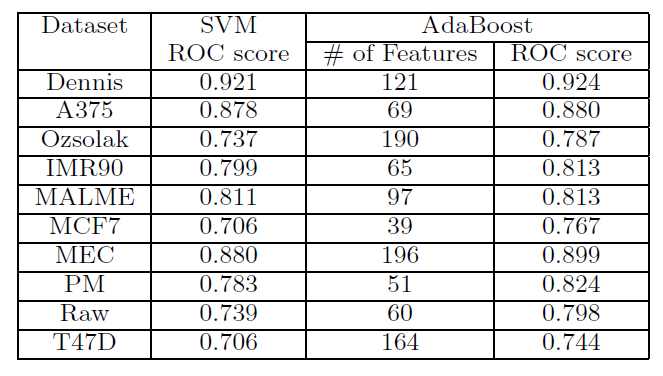 Dataset SVM AdaBoost
ROC score # of Features ROC score
Dennis 0.921 121 0.924
A375 0.878 69 0.880
Ozsolak 0.737 190 0.787
IMR90 0.799 65 0.813
MALME 0.811 97 0.813
MCF7 0.706 39 0.767
MEC 0.880 196 0.899
PM 0.783 51 0.824
Raw 0.739 60 0.798
T47D 0.706 164 0.744